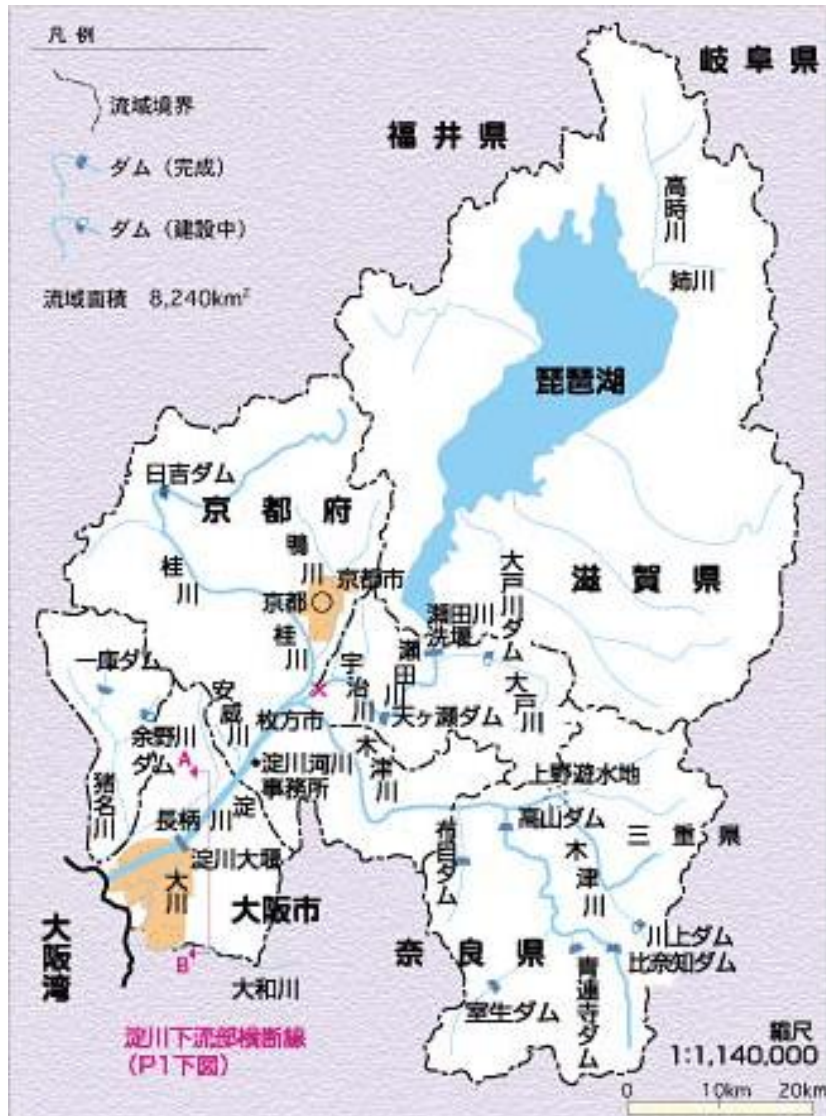 凡例
流域境界
ダム（完成）
ダム（建設中）
流域面積 8,240km²
岐阜県
福井県
高時川
姉川
琵琶湖
日吉ダム
京都府
鴨川
京都市
京都
桂川
桂川
滋賀県
大戸川ダム
瀬田川洗堰
瀬田川
大戸川
宇治川
天ヶ瀬ダム
一庫ダム
安威川
枚方市
余野川ダム
淀川河川事務所
木津川
上野遊水地
猪名川
A
長柄
淀川
淀川大堰
大川
大阪市
大阪湾
B
大和川
布目ダム
高山ダム
三重県
木津川
川上ダム
比奈知ダム
奈良県
青蓮寺ダム
室生ダム
淀川下流部横断線
（P1下図）
縮尺
1:1,140,000
0 10km 20km